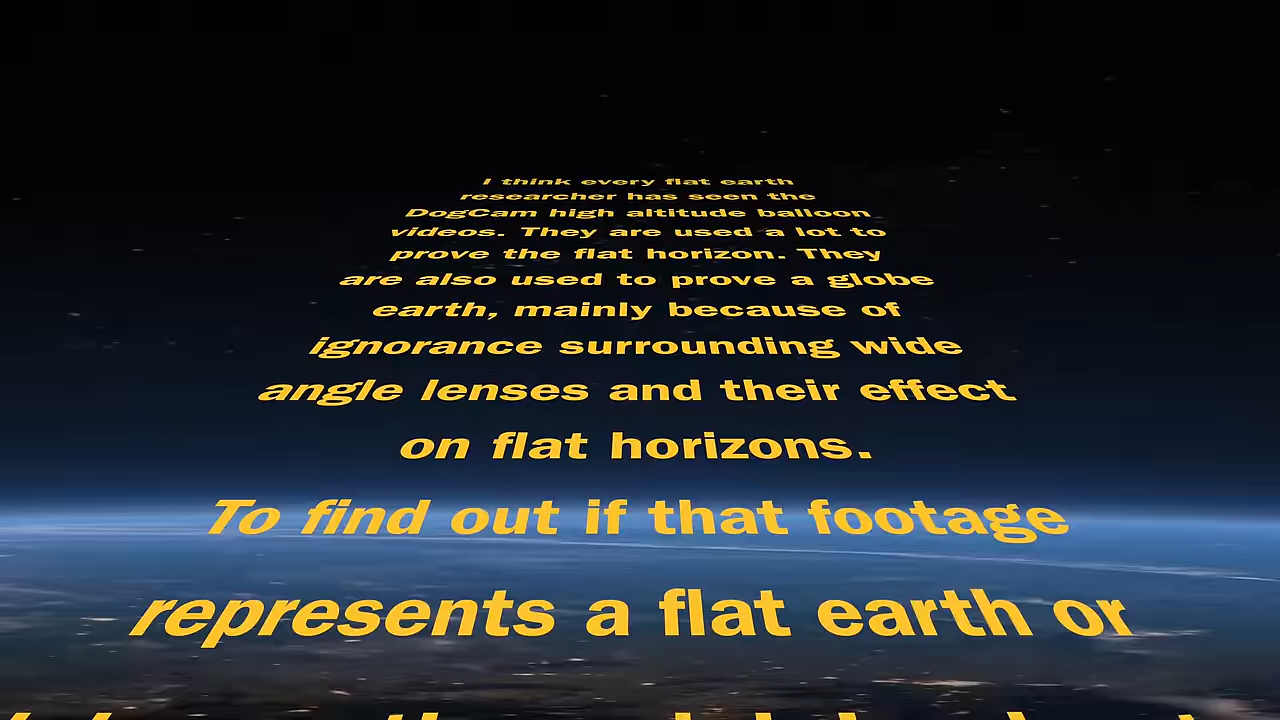 I think every flat earth
researcher has seen the
DogCam high altitude balloon
videos. They are used a lot to
prove the flat horizon. They
are also used to prove a globe
earth, mainly because of
ignorance surrounding wide
angle lenses and their effect
on flat horizons.
To find out if that footage
represents a flat earth or